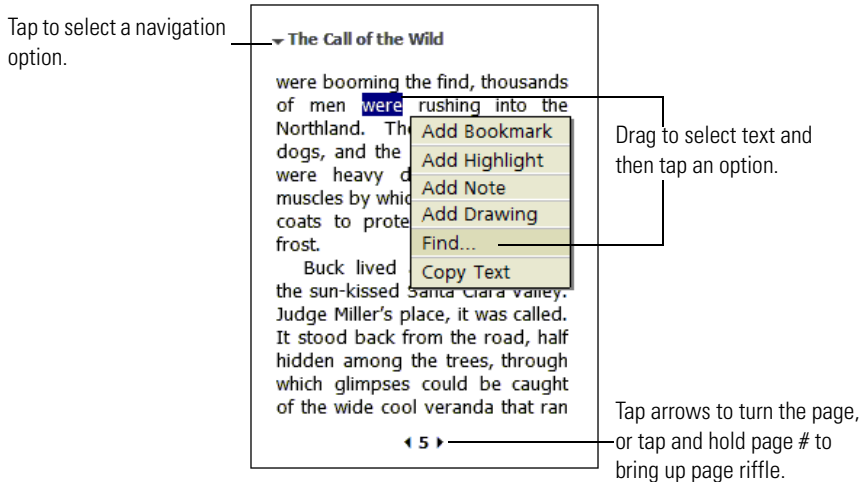 Tap to select a navigation
option.
The Call of the Wild
were booming the find, thousands
of men were rushing into the
Northland. The
dogs, and the
were heavy d
muscles by whic
coats to prote
frost.
Buck lived
the sun-kissed Santa Clara Valley.
Judge Miller's place, it was called.
It stood back from the road, half
hidden among the trees, through
which glimpses could be caught
of the wide cool veranda that ran
5
Add Bookmark
Add Highlight
Add Note
Add Drawing
Find...
Copy Text
Drag to select text and
then tap an option.
Tap arrows to turn the page,
or tap and hold page # to
bring up page riffle.